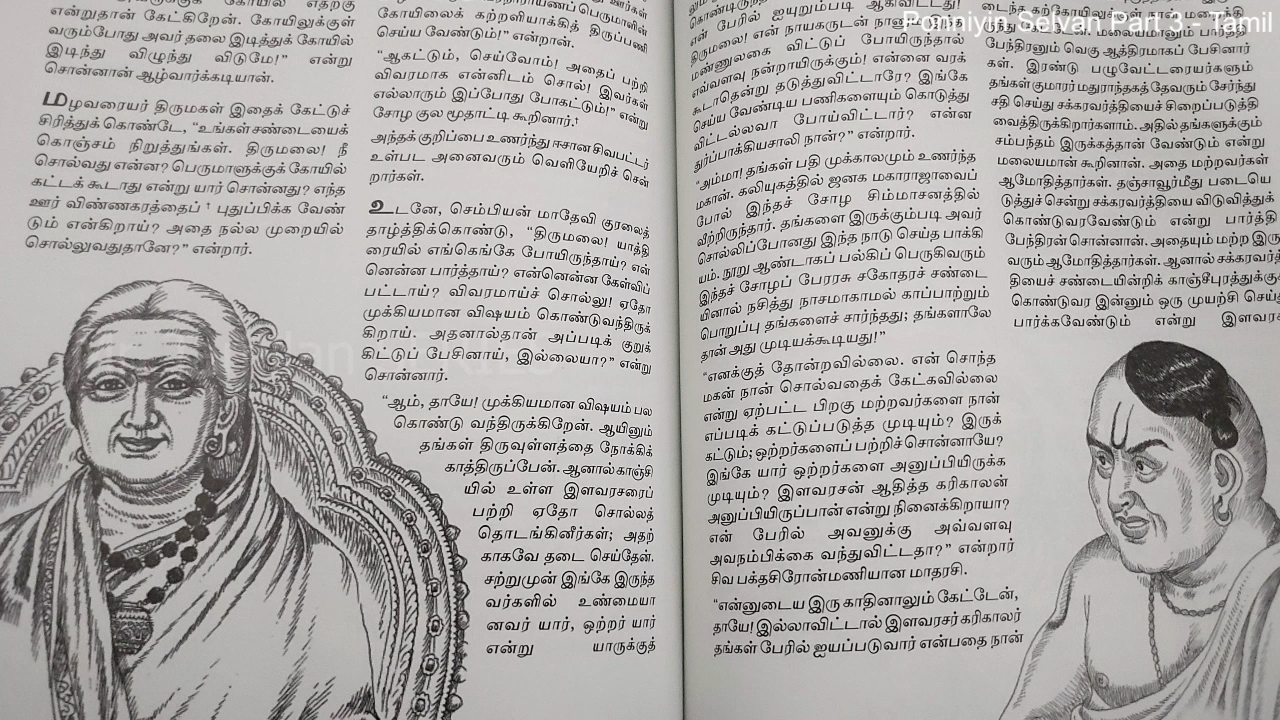 என்றுதான் கேட்கிறேன். கோயிலுக்குள்
வரும்போது அவர் தலை இடித்துக் கோயில்
இடிந்து விழுந்து விடுமே!” என்று
சொன்னான் ஆழ்வார்க்கடியான்.
மழவரையர் திருமகள் இதைக் கேட்டுச்
சிரித்துக் கொண்டே, “உங்கள் சண்டையைக்
கொஞ்சம் நிறுத்துங்கள். திருமலை! நீ
சொல்வது என்ன? பெருமாளுக்குக் கோயில்
கட்டக் கூடாது என்று யார் சொன்னது? எந்த
ஊர் விண்ணகரத்தைப் † புதுப்பிக்க வேண்
டும் என்கிறாய்? அதை நல்ல முறையில்
சொல்லுவதுதானே?” என்றார்.
கோயிலைக் கற்றளியாக்கித் திருப்பணி
செய்ய வேண்டும்!” என்றான்.
“ஆகட்டும், செய்வோம்! அதைப் பற்றி
விவரமாக என்னிடம் சொல்! இவர்கள்
எல்லாரும் இப்போது போகட்டும்!” என்று
சோழ குல மூதாட்டி கூறினார்.†
அந்தக் குறிப்பை உணர்ந்து ஈசான சிவபட்டர்
உள்பட அனைவரும் வெளியேறிச் சென்
றார்கள்.
உடனே, செம்பியன் மாதேவி குரலைத்
தாழ்த்திக்கொண்டு, “திருமலை! யாத்தி
ரையில் எங்கெங்கே போயிருந்தாய்? என்
னென்ன பார்த்தாய்? என்னென்ன கேள்விப்
பட்டாய்? விவரமாய்ச் சொல்லு! ஏதோ
முக்கியமான விஷயம் கொண்டுவந்திருக்
கிறாய். அதனால்தான் அப்படிக் குறுக்
கிட்டுப் பேசினாய், இல்லையா?” என்று
சொன்னார்.
“ஆம், தாயே! முக்கியமான விஷயம் பல
கொண்டு வந்திருக்கிறேன். ஆயினும்
தங்கள் திருவுள்ளத்தை நோக்கிக்
காத்திருப்பேன். ஆனால் காஞ்சி
யில் உள்ள இளவரசரைப்
பற்றி ஏதோ சொல்லத்
தொடங்கினீர்கள்; அதற்
காகவே தடை செய்தேன்.
சற்றுமுன் இங்கே இருந்த
வர்களில் உண்மையா
னவர் யார், ஒற்றர் யார்
என்று யாருக்குத்
என் பேரில் ஐயுறும்படி ஆகிவிட்டது!
திருமலை! என் நாயகருடன் நானும்
மண்ணுலகை விட்டுப் போயிருந்தால்
எவ்வளவு நன்றாயிருக்கும்! என்னை வரக்
கூடாதென்று தடுத்துவிட்டாரே? இங்கே
செய்ய வேண்டிய பணிகளையும் கொடுத்து
விட்டல்லவா போய்விட்டார்? என்ன
துர்ப்பாக்கியசாலி நான்?” என்றார்.
“அம்மா! தங்கள் பதி முக்காலமும் உணர்ந்த
மகான். கலியுகத்தில் ஜனக மகாராஜாவைப்
போல் இந்தச் சோழ சிம்மாசனத்தில்
வீற்றிருந்தார். தங்களை இருக்கும்படி அவர்
சொல்லிப்போனது இந்த நாடு செய்த பாக்கி
யம். நூறு ஆண்டாகப் பல்கிப் பெருகிவரும்
இந்தச் சோழப் பேரரசு சகோதரச் சண்டை
யினால் நசித்து நாசமாகாமல் காப்பாற்றும்
பொறுப்பு தங்களைச் சார்ந்தது; தங்களாலே
தான் அது முடியக்கூடியது!”
“எனக்குத் தோன்றவில்லை. என் சொந்த
மகன் நான் சொல்வதைக் கேட்கவில்லை
என்று ஏற்பட்ட பிறகு மற்றவர்களை நான்
எப்படிக் கட்டுப்படுத்த முடியும்? இருக்
கட்டும்; ஒற்றர்களைப் பற்றிச் சொன்னாயே?
இங்கே யார் ஒற்றர்களை அனுப்பியிருக்க
முடியும்? இளவரசன் ஆதித்த கரிகாலன்
அனுப்பியிருப்பான் என்று நினைக்கிறாயா?
என் பேரில் அவனுக்கு அவ்வளவு
அவநம்பிக்கை வந்துவிட்டதா?” என்றார்
சிவ பக்தசிரோன்மணியான மாதரசி.
“என்னுடைய இரு காதினாலும் கேட்டேன்,
தாயே! இல்லாவிட்டால் இளவரசர் கரிகாலர்
தங்கள் பேரில் ஐயப்படுவார் என்பதை நான்
Ponniyin Selvan Part 3 - Tamil
பேந்திரனும் வெகு ஆத்திரமாகப் பேசினார்
கள். இரண்டு பழுவேட்டரையர்களும்
தங்கள் குமாரர் மதுராந்தகத் தேவரும் சேர்ந்து
சதி செய்து சக்கரவர்த்தியைச் சிறைப்படுத்தி
வைத்திருக்கிறார்களாம். அதில் தங்களுக்கும்
சம்பந்தம் இருக்கத்தான் வேண்டும் என்று
மலையமான் கூறினான். அதை மற்றவர்கள்
ஆமோதித்தார்கள். தஞ்சாவூர்மீது படையெ
டுத்துச் சென்று சக்கரவர்த்தியை விடுவித்துக்
கொண்டுவரவேண்டும் என்று பார்த்தி
பேந்திரன் சொன்னான். அதையும் மற்ற இரு
வரும் ஆமோதித்தார்கள். ஆனால் சக்கரவர்
தியைச் சண்டையின்றிக் காஞ்சீபுரத்துக்கு
கொண்டுவர இன்னும் ஒரு முயற்சி செய்
பார்க்கவேண்டும் என்று இளவரச